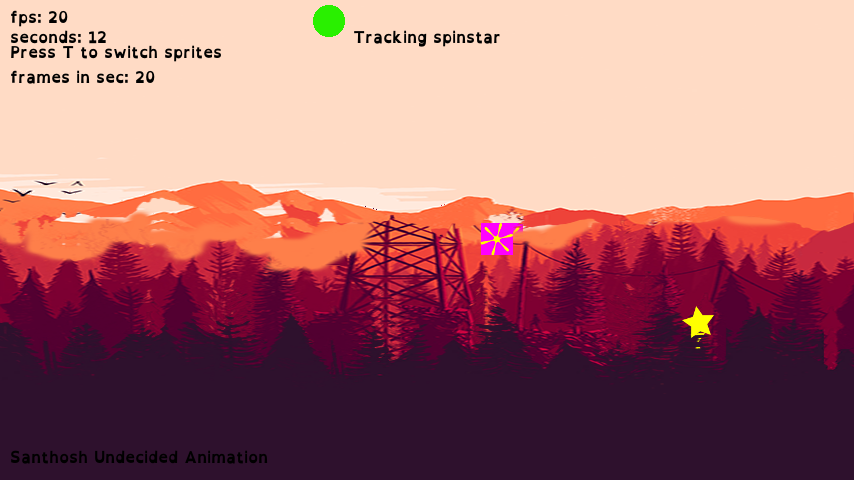 fps: 20
seconds: 12
Press T to switch sprites
frames in sec: 20
Tracking spinstar
Santhosh Undecided Animation